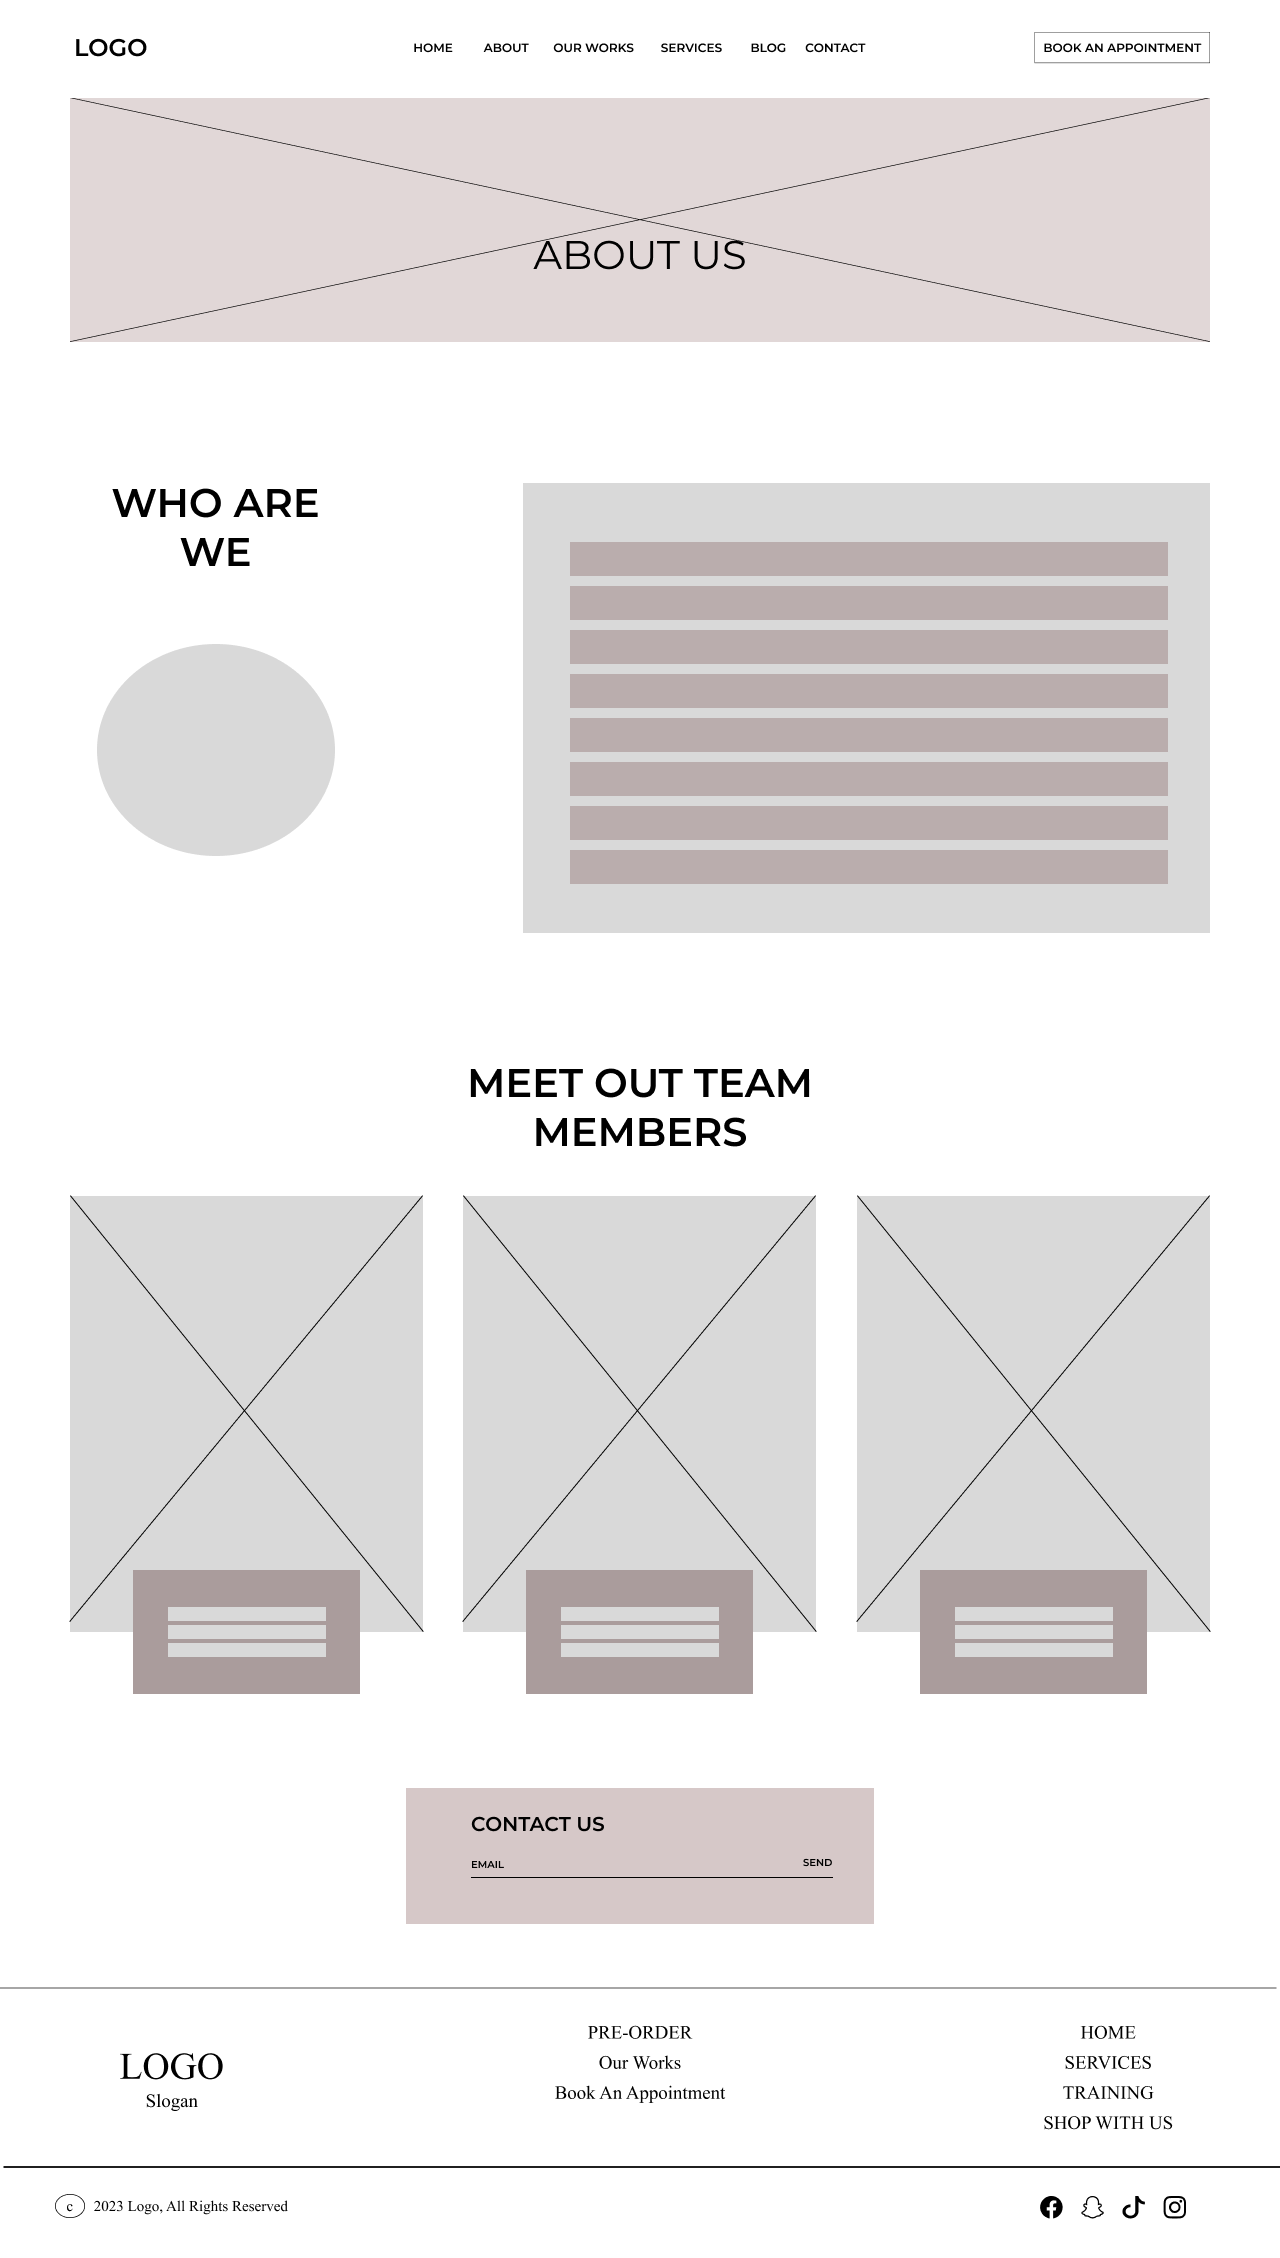 LOGO
HOME ABOUT OUR WORKS SERVICES BLOG CONTACT
BOOK AN APPOINTMENT
ABOUT US
WHO ARE
WE
MEET OUT TEAM
MEMBERS
CONTACT US
EMAIL SEND
LOGO
Slogan
PRE-ORDER
Our Works
Book An Appointment
HOME
SERVICES
TRAINING
SHOP WITH US
c 2023 Logo, All Rights Reserved